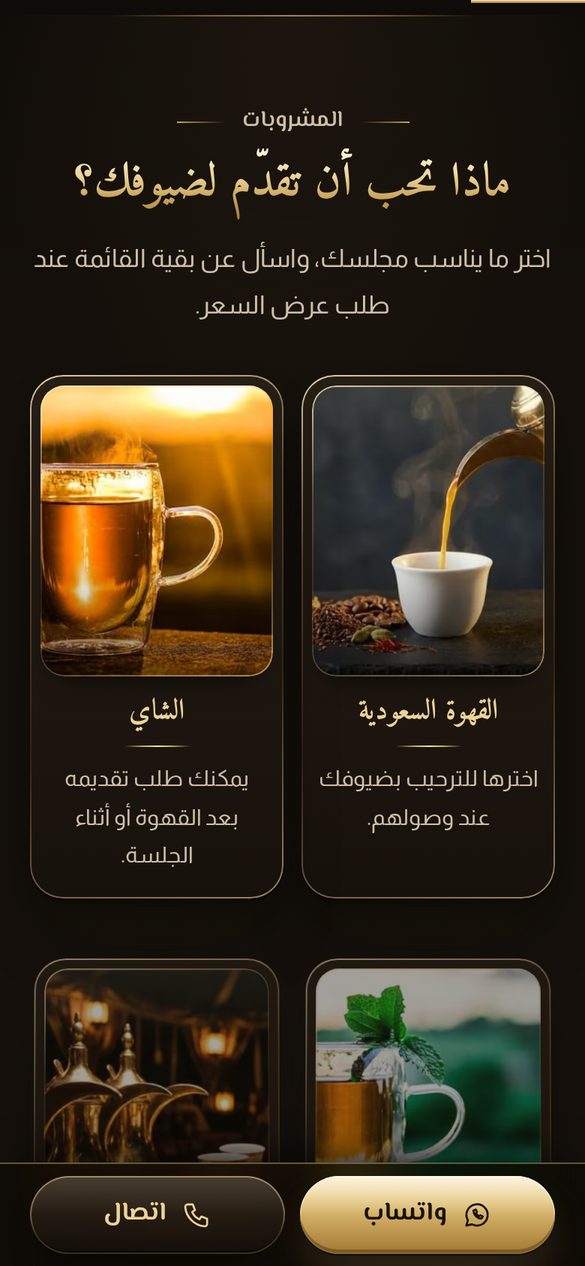 المشروبات
ماذا تحب أن تقدّم لضيوفك؟
اختر ما يناسب مجلسك، واسأل عن بقية القائمة عند
طلب عرض السعر.
القهوة السعودية
اخترها للترحيب بضيوفك
عند وصولهم.
الشاي
يمكنك طلب تقديمه
بعد القهوة أو أثناء
الجلسة.
واتساب
اتصال